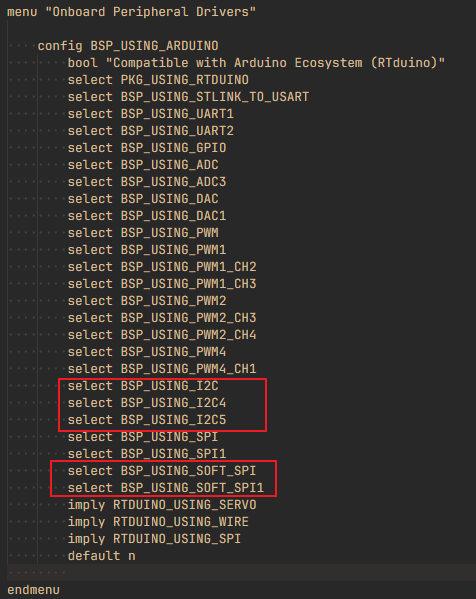 menu "Onboard Peripheral Drivers"
config BSP_USING_ARDUINO
bool "Compatible with Arduino Ecosystem (RTduino)"
select PKG_USING_RTDUINO
select BSP_USING_STLINK_TO_USART
select BSP_USING_UART1
select BSP_USING_UART2
select BSP_USING_GPIO
select BSP_USING_ADC
select BSP_USING_ADC3
select BSP_USING_DAC
select BSP_USING_DAC1
select BSP_USING_PWM
select BSP_USING_PWM1
select BSP_USING_PWM1_CH2
select BSP_USING_PWM1_CH3
select BSP_USING_PWM2
select BSP_USING_PWM2_CH3
select BSP_USING_PWM2_CH4
select BSP_USING_PWM4
select BSP_USING_PWM4_CH1
select BSP_USING_I2C
select BSP_USING_I2C4
select BSP_USING_I2C5
select BSP_USING_SPI
select BSP_USING_SPI1
select BSP_USING_SOFT_SPI
select BSP_USING_SOFT_SPI1
imply RTDUINO_USING_SERVO
imply RTDUINO_USING_WIRE
imply RTDUINO_USING_SPI
default n
endmenu